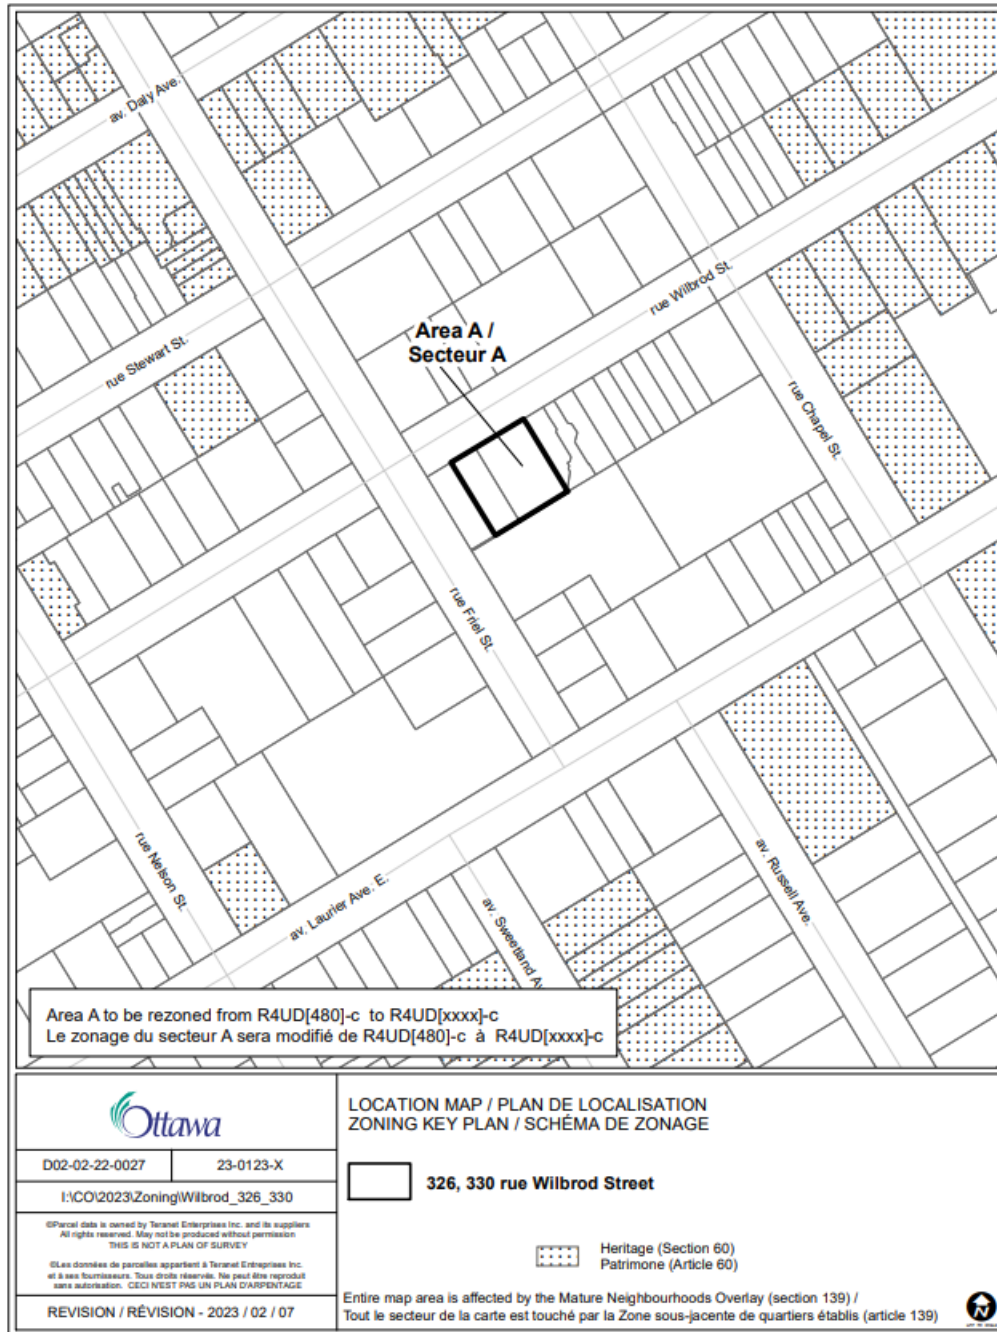 av. Daly Ave.
rue Wilbrod St.
Area A /
Secteur A
rue Stewart St.
rue Chapel St.
rue Friel St.
rue Nelson St.
av. Russell Ave.
av. Laurier Ave. E.
av. Sweetland Av
Area A to be rezoned from R4UD[480]-c to R4UD[xxxx]-c
Le zonage du secteur A sera modifié de R4UD[480]-c à R4UD[xxxx]-c
Ottawa
D02-02-22-0027
23-0123-X
I:\CO\2023\Zoning\Wilbrod_326_330
©Parcel data is owned by Teranet Enterprises Inc. and its suppliers
All rights reserved. May not be produced without permission
THIS IS NOT A PLAN OF SURVEY
©Les données de parcelles appartient à Teranet Entreprises Inc.
et à ses fournisseurs. Tous droits réservés. Ne peut être reproduit
sans autorisation. CECI N'EST PAS UN PLAN D'ARPENTAGE
REVISION / RÉVISION - 2023 / 02 / 07
LOCATION MAP / PLAN DE LOCALISATION
ZONING KEY PLAN / SCHÉMA DE ZONAGE
326, 330 rue Wilbrod Street
Heritage (Section 60)
Patrimone (Article 60)
Entire map area is affected by the Mature Neighbourhoods Overlay (section 139) /
Tout le secteur de la carte est touché par la Zone sous-jacente de quartiers établis (article 139)
N